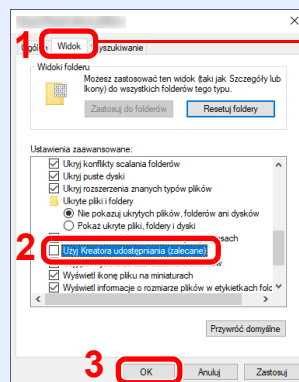 1
Widok
yszukiwanie
Widoki folderu
Możesz zastosować ten widok (taki jak Szczegóły lub
Ikony) do wszystkich folderów tego typu.
Zastosuj do folderów
Resetuj foldery
Ustawienia zaawansowane:
Ukryj konflikty scalania folderów
Ukryj puste dyski
Ukryj rozszerzenia znanych typów plików
Ukryte pliki i foldery
Nie pokazuj ukrytych plików, folderów ani dysków
Pokaż ukryte pliki, foldery i dyski
2
Użyj Kreatora udostępniania (zalecane)
Wyświetl ikonę pliku na miniaturach
Wyświetl informacje o rozmiarze plików w etykietkach folc
Przywróć domyślne
3
OK
Anuluj
Zastosuj